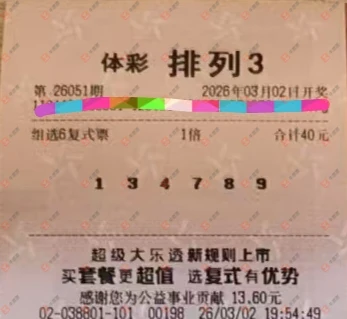 体彩 排列3
第 26051期 2026年03月02日开奖
组选6复式票 1倍 合计40元
1 3 4 7 8 9
超级大乐透新规则上市
买套餐更超值 选复式有优势
感谢您为公益事业贡献 13.60元
02-038801-101 00198 26/03/02 19:54:49